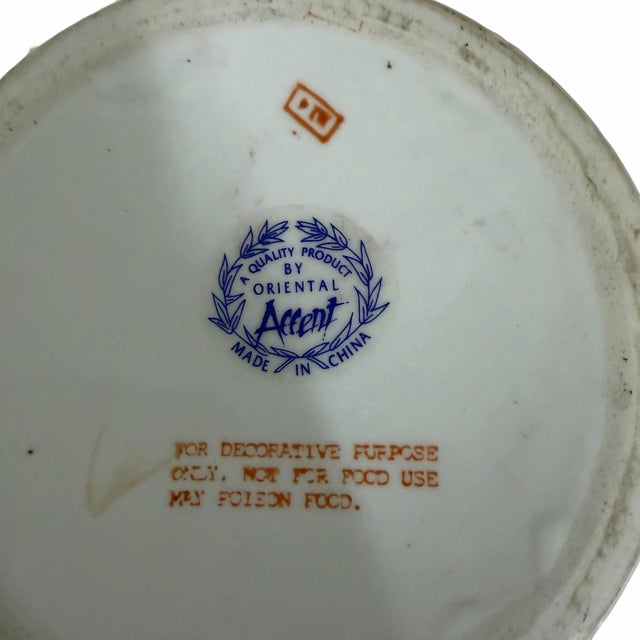 A QUALITY PRODUCT
BY
ORIENTAL
Accent
MADE IN CHINA
FOR DECORATIVE PURPOSE
ONLY. NOT FOR FOOD USE
MAY POISON FOOD.